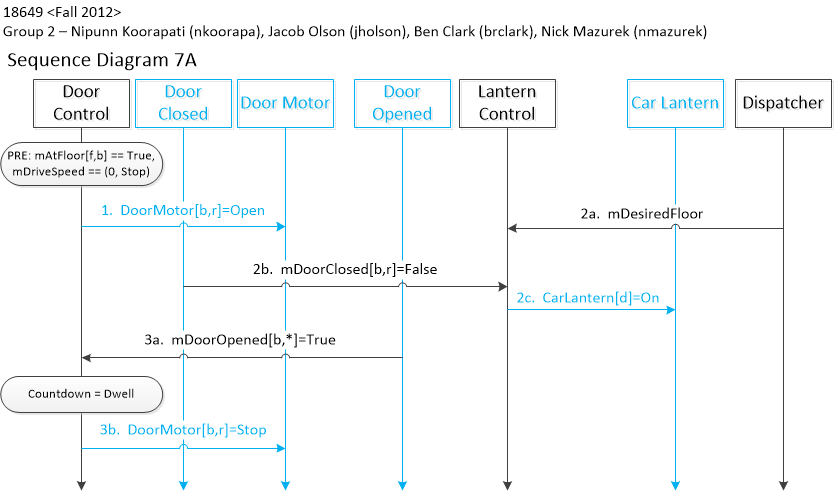 18649 <Fall 2012>
Group 2 – Nipunn Koorapati (nkoorapa), Jacob Olson (jholson), Ben Clark (brclark), Nick Mazurek (nmazurek)
Sequence Diagram 7A
Door
Control
Door
Closed
Door Motor
Door
Opened
Lantern
Control
Car Lantern
Dispatcher
PRE: mAtFloor[f,b] == True,
mDriveSpeed == (0, Stop)
1. DoorMotor[b,r]=Open
2a. mDesiredFloor
2b. mDoorClosed[b,r]=False
2c. CarLantern[d]=On
3a. mDoorOpened[b,*]=True
Countdown = Dwell
3b. DoorMotor[b,r]=Stop